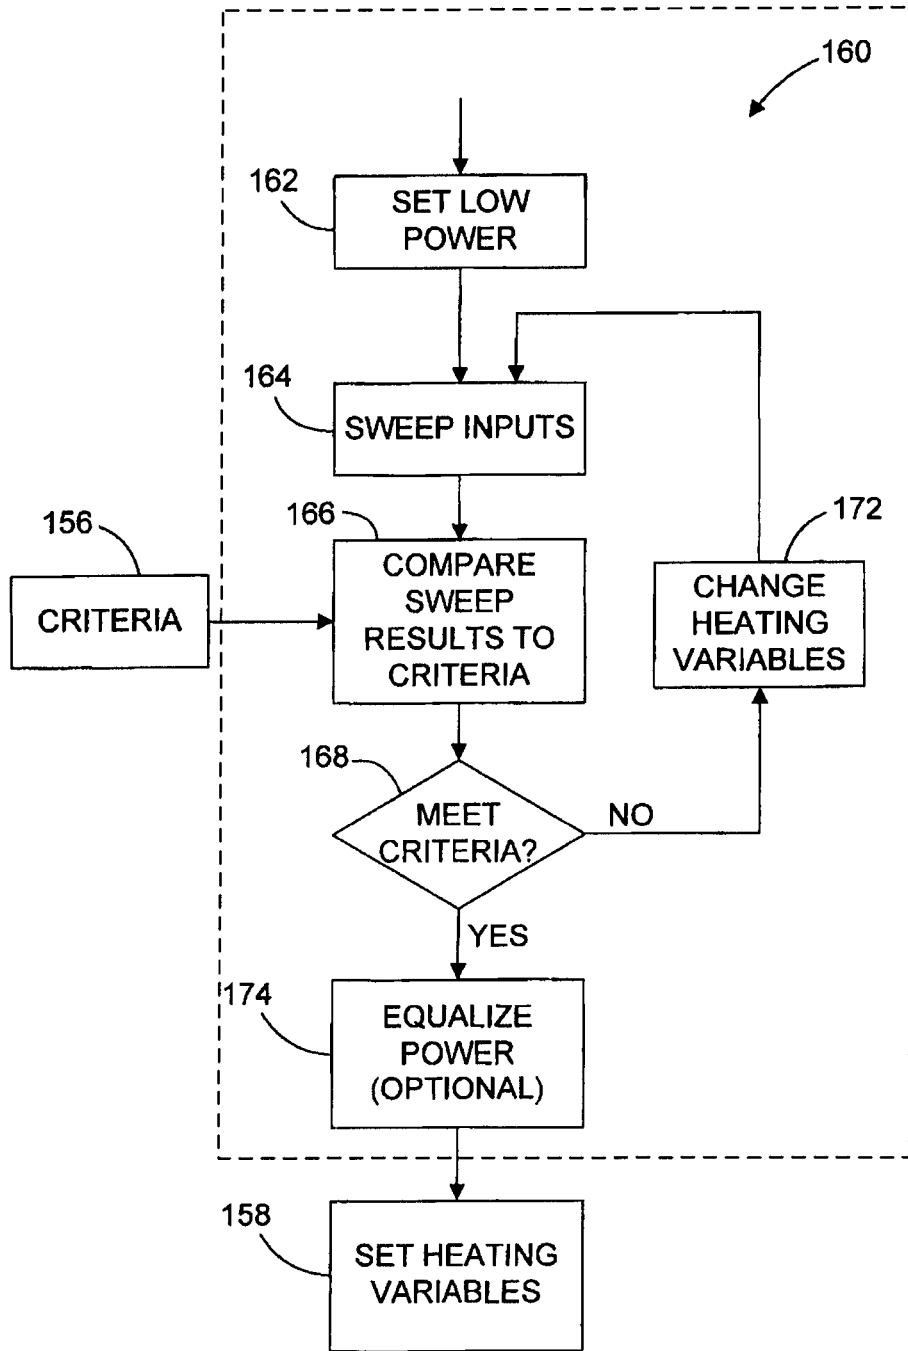 160
162
SET LOW
POWER
164
SWEEP INPUTS
156
CRITERIA
166
COMPARE
SWEEP
RESULTS TO
CRITERIA
172
CHANGE
HEATING
VARIABLES
168
MEET
CRITERIA?
NO
YES
174
EQUALIZE
POWER
(OPTIONAL)
158
SET HEATING
VARIABLES